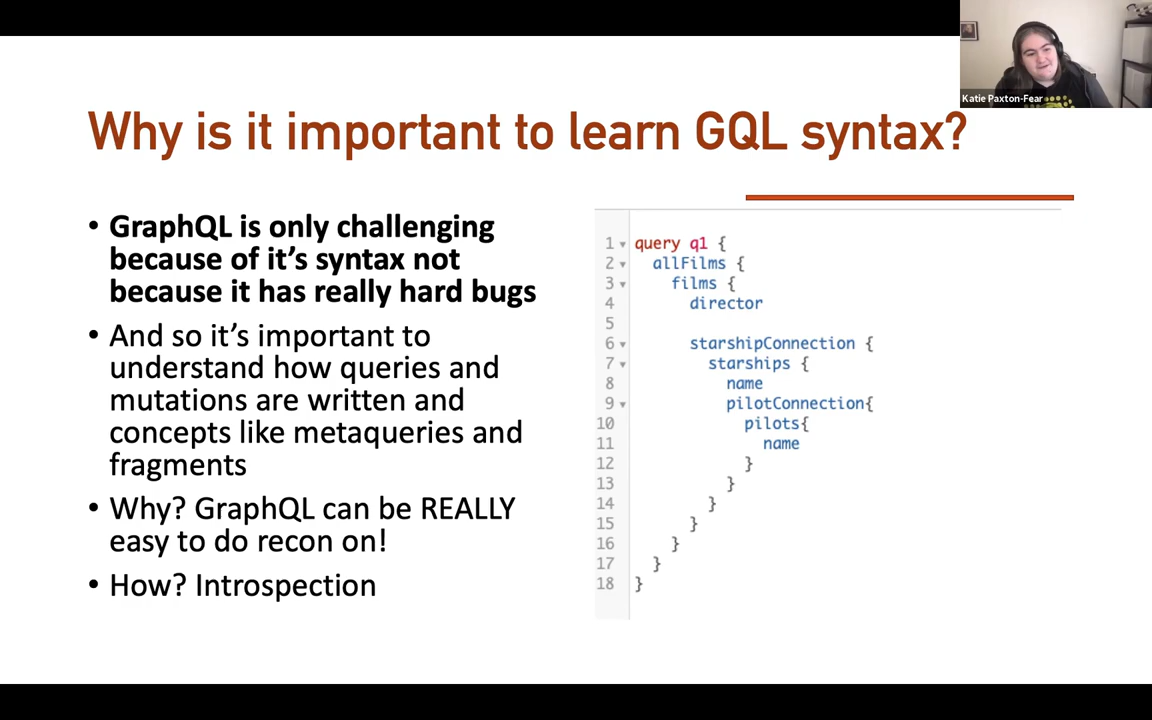 Katie Paxton-Fear
Why is it important to learn GQL syntax?
• GraphQL is only challenging
because of it's syntax not
because it has really hard bugs
• And so it's important to
understand how queries and
mutations are written and
concepts like metaqueries and
fragments
• Why? GraphQL can be REALLY
easy to do recon on!
• How? Introspection
1 query q1 {
2 allFilms {
3 films {
4 director
5
6 starshipConnection {
7 starships {
8 name
9 pilotConnection{
10 pilots{
11 name
12 }
13 }
14 }
15 }
16 }
17 }
18 }